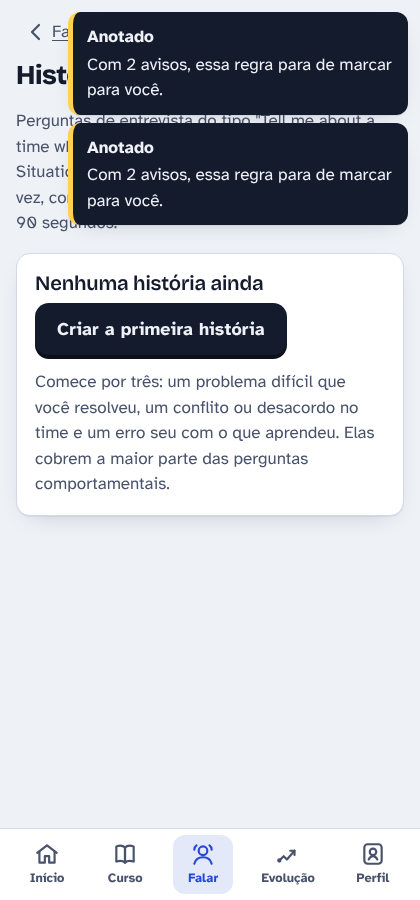 Anotado
Com 2 avisos, essa regra para de marcar
para você.
Anotado
Com 2 avisos, essa regra para de marcar
para você.
Perguntas de entrevista do tipo "Tell me about a
time
vez,
90 segundos.
Nenhuma história ainda
Criar a primeira história
Comece por três: um problema difícil que
você resolveu, um conflito ou desacordo no
time e um erro seu com o que aprendeu. Elas
cobrem a maior parte das perguntas
comportamentais.
Início
Curso
Falar
Evolução
Perfil